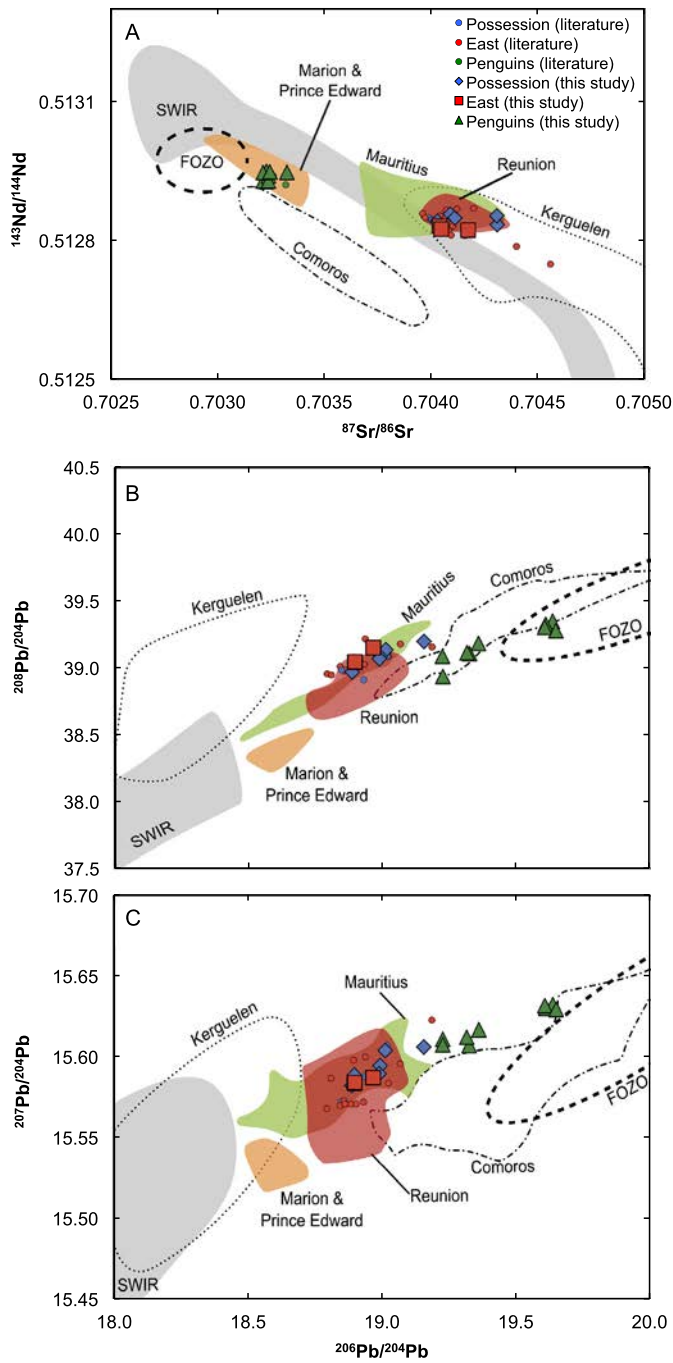 A
Possession (literature)
East (literature)
Penguins (literature)
Possession (this study)
East (this study)
Penguins (this study)
Marion &
Prince Edward
SWIR
FOZO
Mauritius
Reunion
Kerguelen
Comoros
0.5131
0.5128
0.5125
¹⁴³Nd/¹⁴⁴Nd
0.7025
0.7030
0.7035
0.7040
0.7045
0.7050
⁸⁷Sr/⁸⁶Sr
B
40.5
40.0
39.5
39.0
38.5
38.0
37.5
²⁰⁸Pb/²⁰⁴Pb
Kerguelen
Mauritius
Comoros
FOZO
Reunion
Marion &
Prince Edward
SWIR
C
15.70
15.65
15.60
15.55
15.50
15.45
²⁰⁷Pb/²⁰⁴Pb
Mauritius
Kerguelen
FOZO
Comoros
Marion &
Prince Edward
Reunion
SWIR
18.0
18.5
19.0
19.5
20.0
²⁰⁶Pb/²⁰⁴Pb